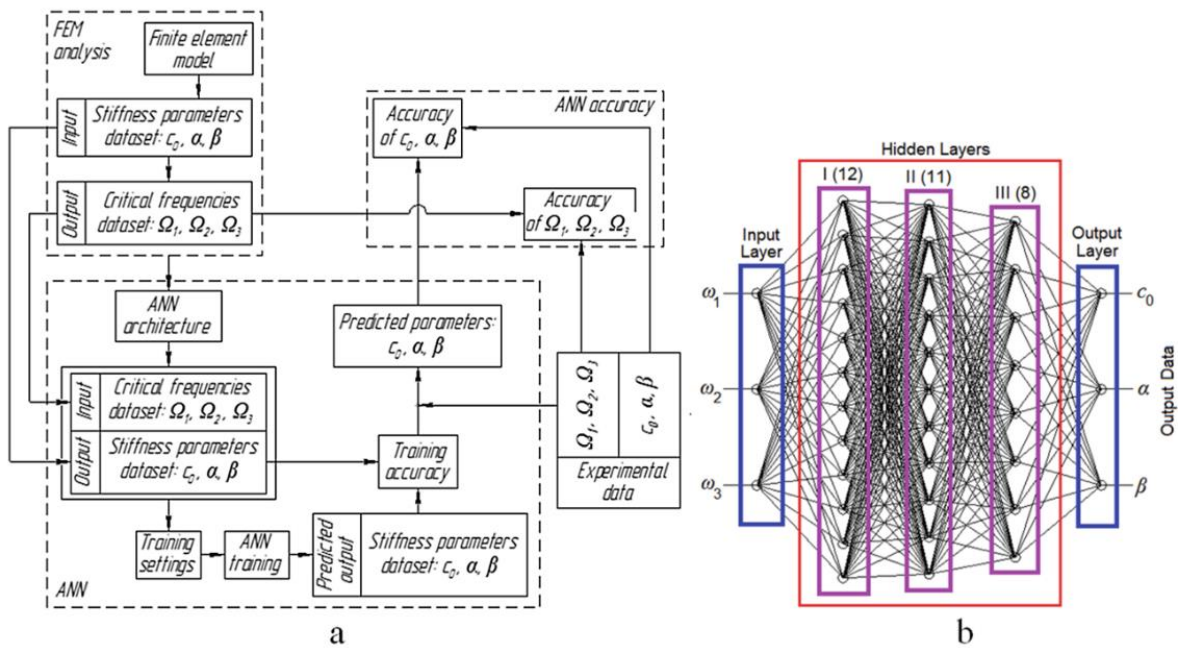 FEM
analysis
Finite element
model
Input
Stiffness parameters
dataset: c₀, α, β
Output
Critical frequencies
dataset: Ω₁, Ω₂, Ω₃
ANN accuracy
Accuracy
of c₀, α, β
Accuracy
of Ω₁, Ω₂, Ω₃
ANN
architecture
Input
Critical frequencies
dataset: Ω₁, Ω₂, Ω₃
Output
Stiffness parameters
dataset: c₀, α, β
Predicted parameters:
c₀, α, β
Training
accuracy
Ω₁, Ω₂, Ω₃
c₀, α, β
Experimental
data
Training
settings
ANN
training
Predicted
output
Stiffness parameters
dataset: c₀, α, β
ANN
a
Hidden Layers
I (12)
II (11)
III (8)
Input
Layer
Output
Layer
ω₁
ω₂
ω₃
c₀
α
β
Output Data
b